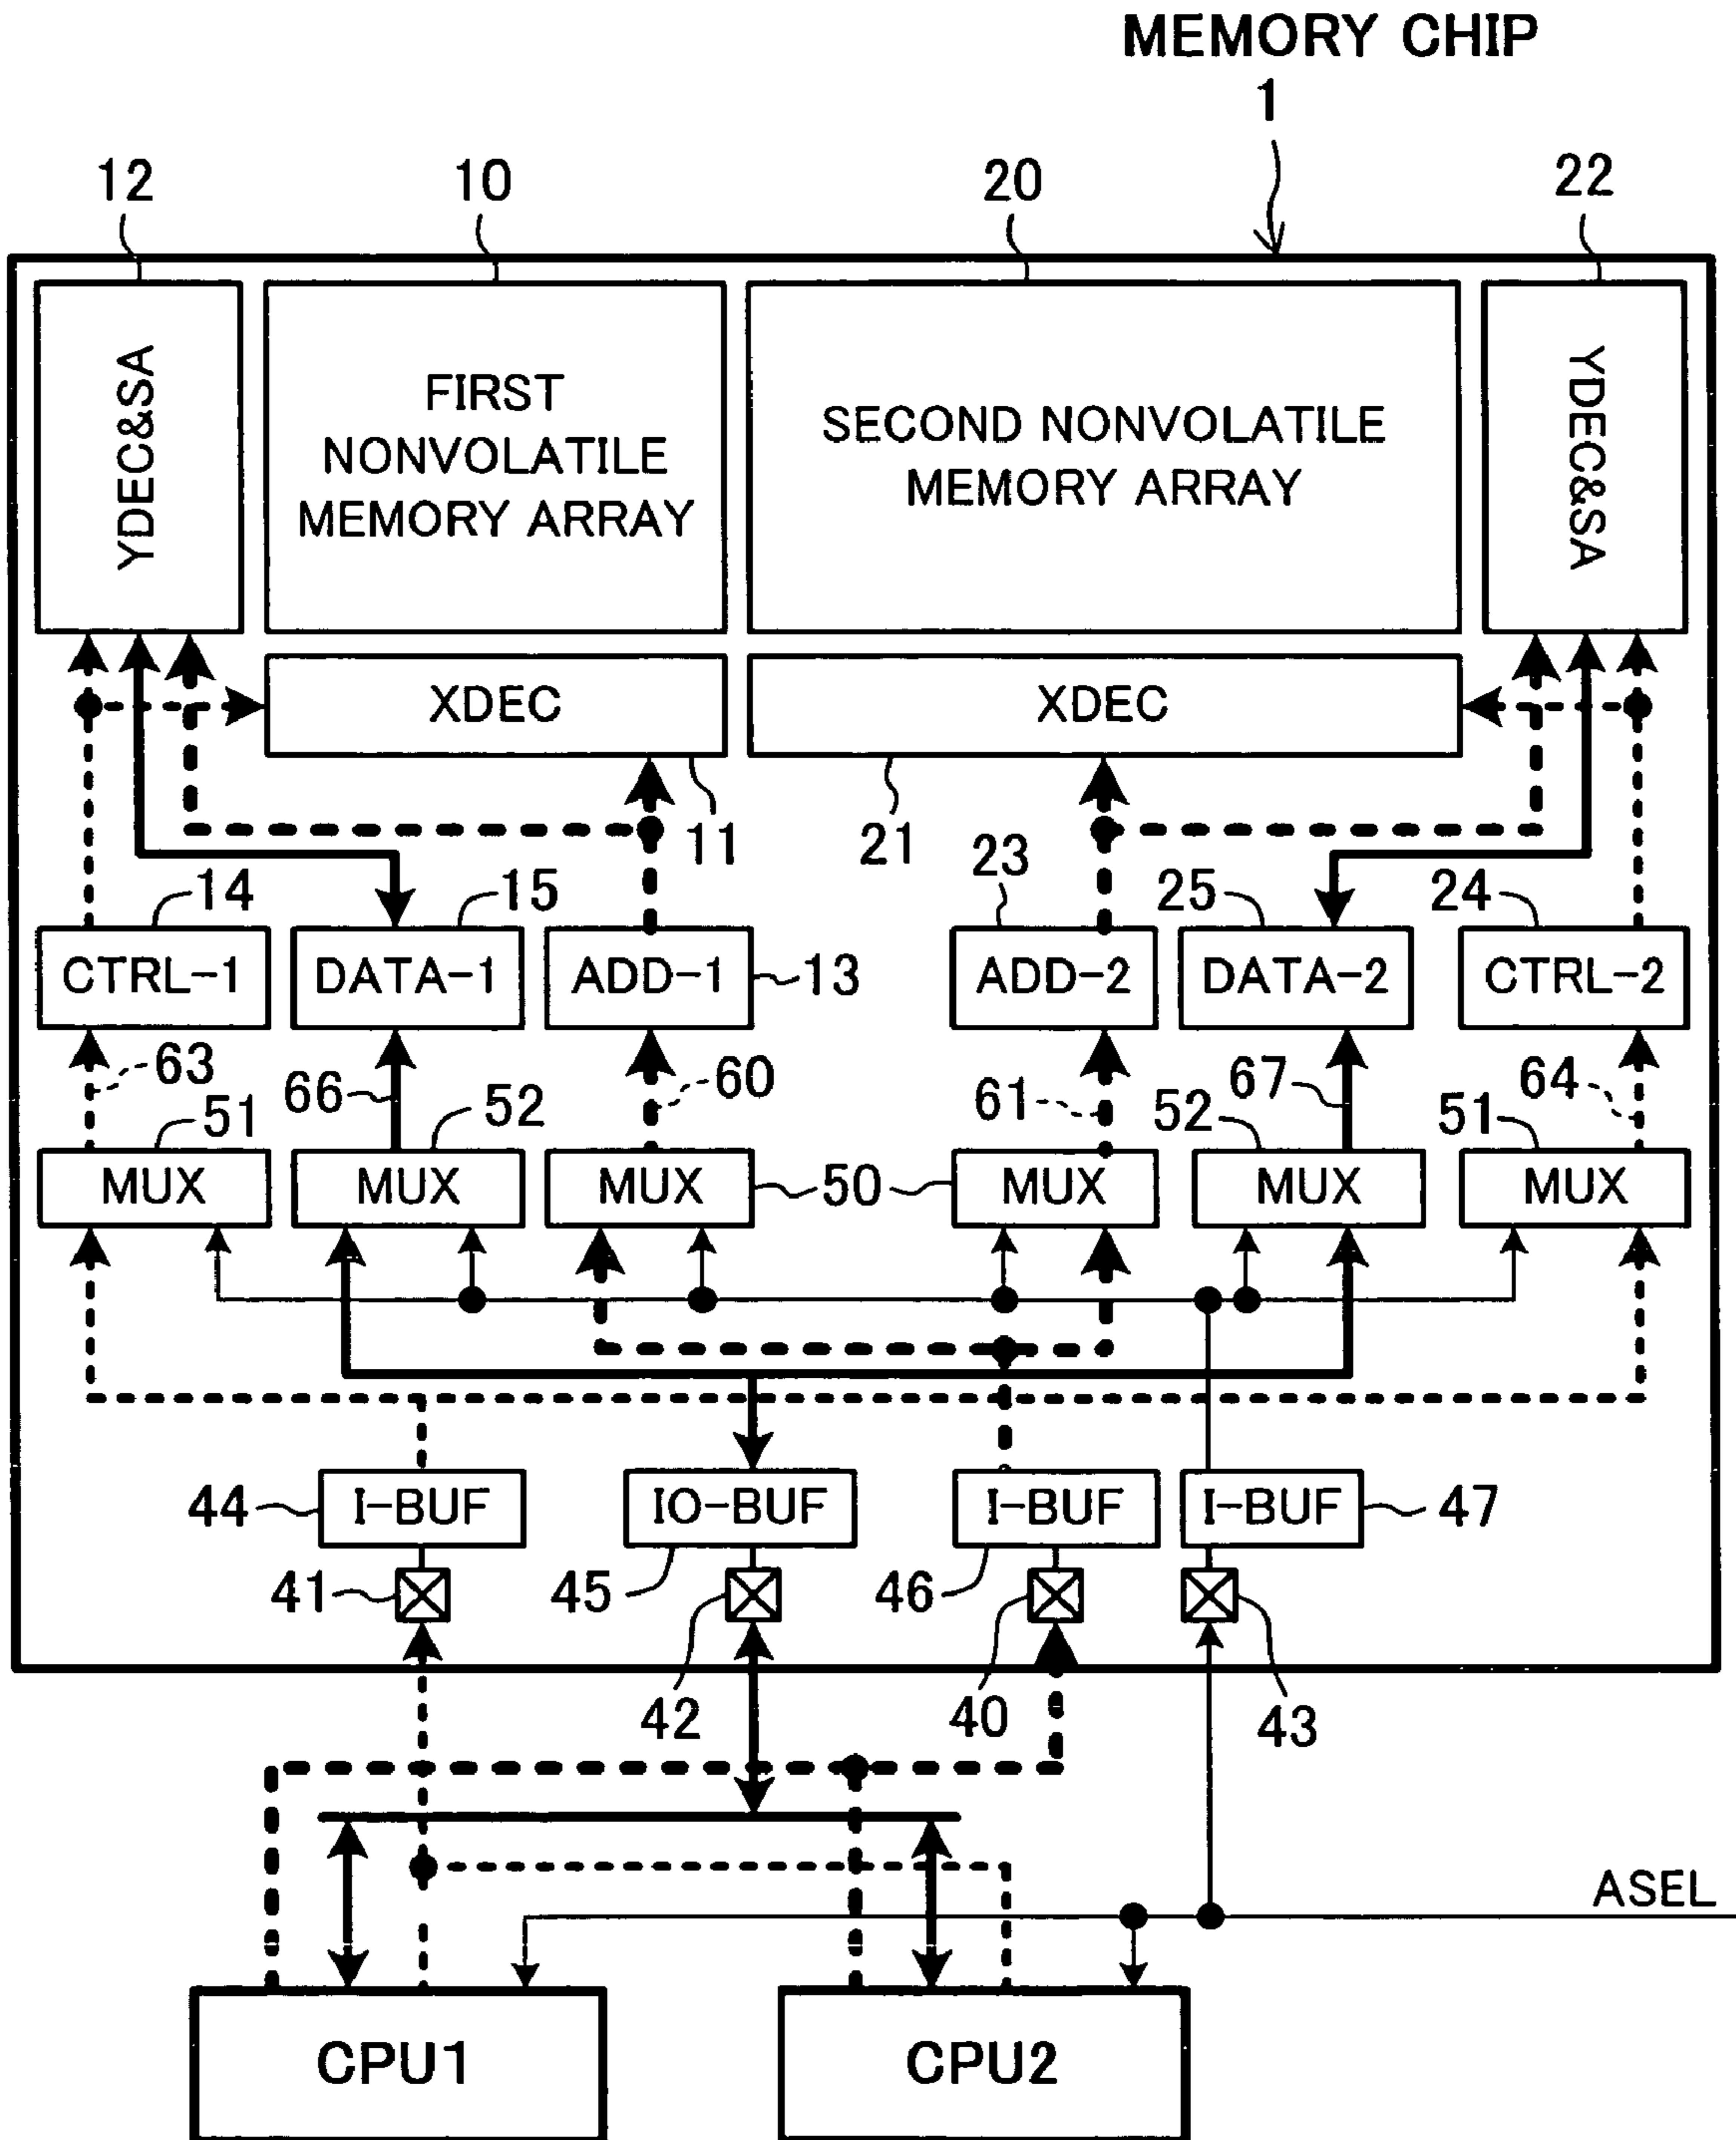 MEMORY CHIP
1
12
10
20
22
YDEC&SA
FIRST
NONVOLATILE
MEMORY ARRAY
SECOND NONVOLATILE
MEMORY ARRAY
YDEC&SA
XDEC
XDEC
11
21
14
15
23
25
24
CTRL-1
DATA-1
ADD-1
13
ADD-2
DATA-2
CTRL-2
63
66
60
61
67
64
51
52
52
51
MUX
MUX
MUX
50
MUX
MUX
MUX
44
I-BUF
IO-BUF
I-BUF
I-BUF
47
41
45
46
42
40
43
ASEL
CPU1
CPU2